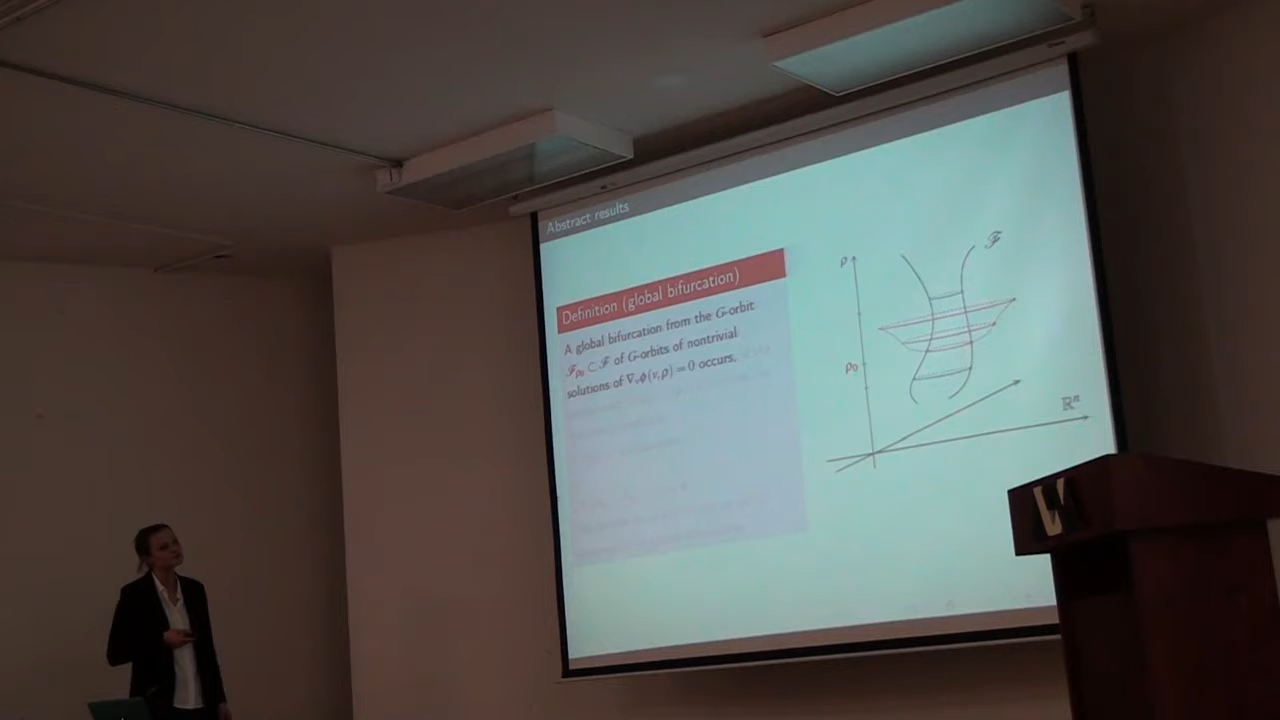 Abstract results
Definition (global bifurcation)
A global bifurcation from the G-orbit
ℱρ₀ ⊂ ℱ of G-orbits of nontrivial
solutions of ∇ᵥϕ(v,ρ) = 0 occurs,
ρ
ℱ
ρ₀
ℝⁿ
W